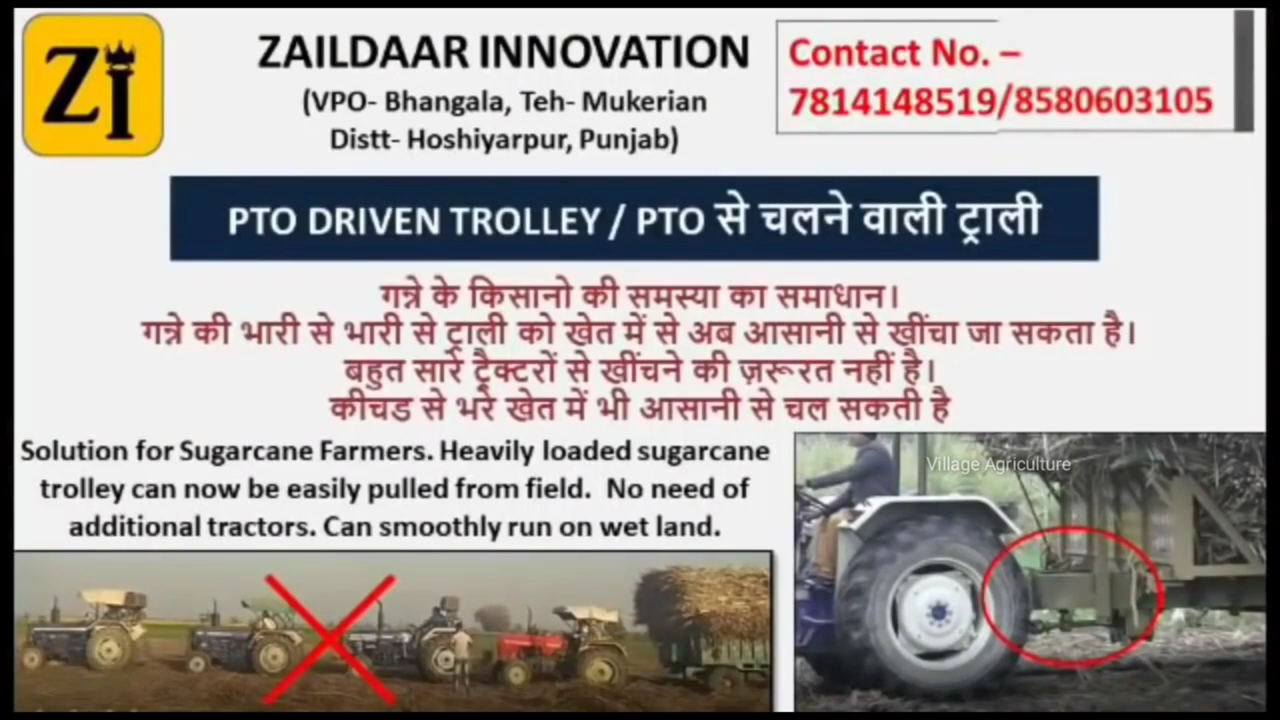 ZI
ZAILDAAR INNOVATION
(VPO- Bhangala, Teh- Mukerian
Distt- Hoshiyarpur, Punjab)
Contact No. –
7814148519/8580603105
PTO DRIVEN TROLLEY / PTO से चलने वाली ट्राली
गन्ने के किसानो की समस्या का समाधान।
गन्ने की भारी से भारी से ट्राली को खेत में से अब आसानी से खींचा जा सकता है।
बहुत सारे ट्रैक्टरों से खींचने की ज़रूरत नहीं है।
कीचड से भरे खेत में भी आसानी से चल सकती है
Solution for Sugarcane Farmers. Heavily loaded sugarcane
trolley can now be easily pulled from field. No need of
additional tractors. Can smoothly run on wet land.
Village Agriculture